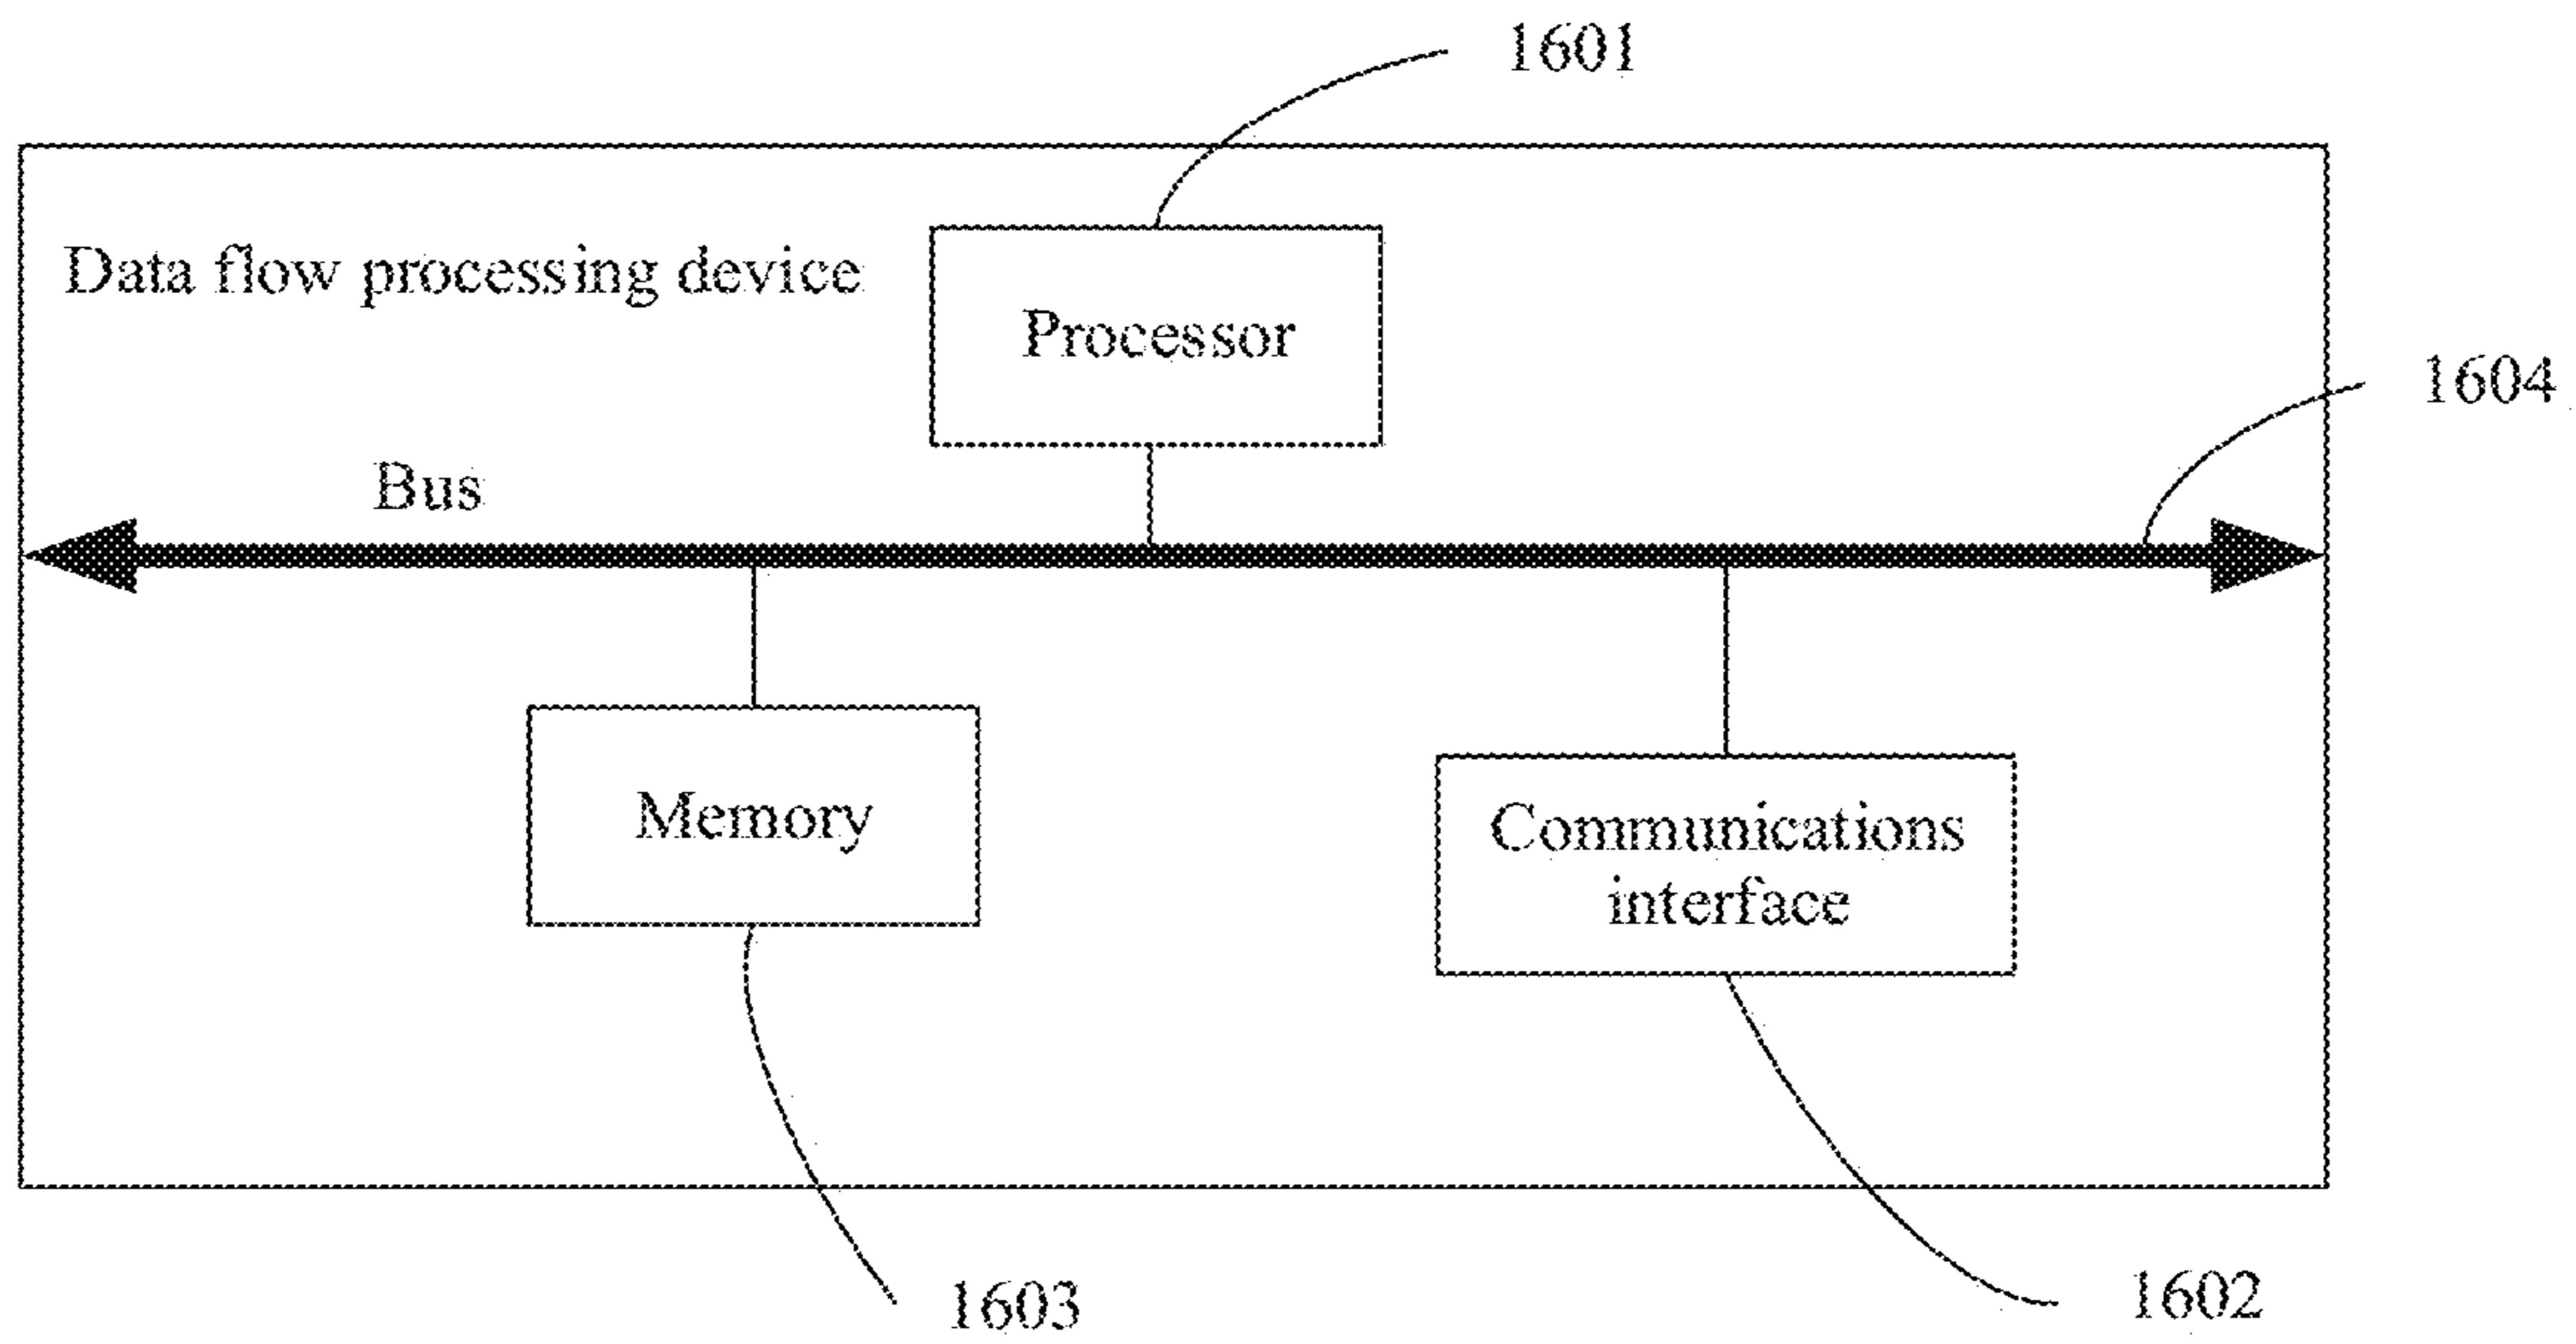 1601
Data flow processing device
Processor
1604
Bus
Memory
Communications
interface
1603
1602